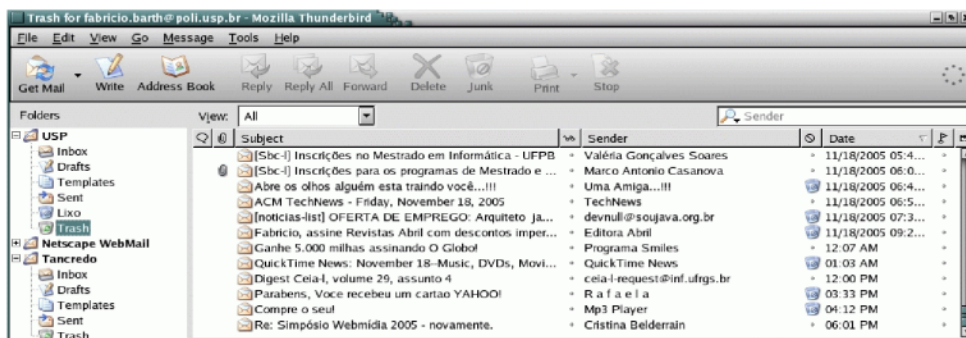 Trash for fabricio.barth@poli.usp.br - Mozilla Thunderbird
File Edit View Go Message Tools Help
Get Mail Write Address Book Reply Reply All Forward Delete Junk Print Stop
Folders View: All Sender
Subject Sender Date
USP
Inbox
Drafts
Templates
Sent
Lixo
Trash
Netscape WebMail
Tancredo
Inbox
Drafts
Templates
Sent
Trash
[Sbc-l] Inscrições no Mestrado em Informática - UFPB Valéria Gonçalves Soares 11/18/2005 05:4...
[Sbc-l] Inscrições para os programas de Mestrado e ... Marco Antonio Casanova 11/18/2005 06:0...
Abre os olhos alguém esta traindo você...!!! Uma Amiga...!!! 11/18/2005 06:4...
ACM TechNews - Friday, November 18, 2005 TechNews 11/18/2005 06:5...
[noticias-list] OFERTA DE EMPREGO: Arquiteto Ja... devnull@soujava.org.br 11/18/2005 07:3...
Fabricio, assine Revistas Abril com descontos imper... Editora Abril 11/18/2005 09:2...
Ganhe 5.000 milhas assinando O Globo! Programa Smiles 12:07 AM
QuickTime News: November 18--Music, DVDs, Movi... QuickTime News 01:03 AM
Digest Ceia-l, volume 29, assunto 4 ceia-l-request@inf.ufrgs.br 12:00 PM
Parabens, Voce recebeu um cartao YAHOO! R a f a e l a 03:33 PM
Compre o seu! Mp3 Player 04:12 PM
Re: Simpósio Webmídia 2005 - novamente. Cristina Belderrain 06:01 PM